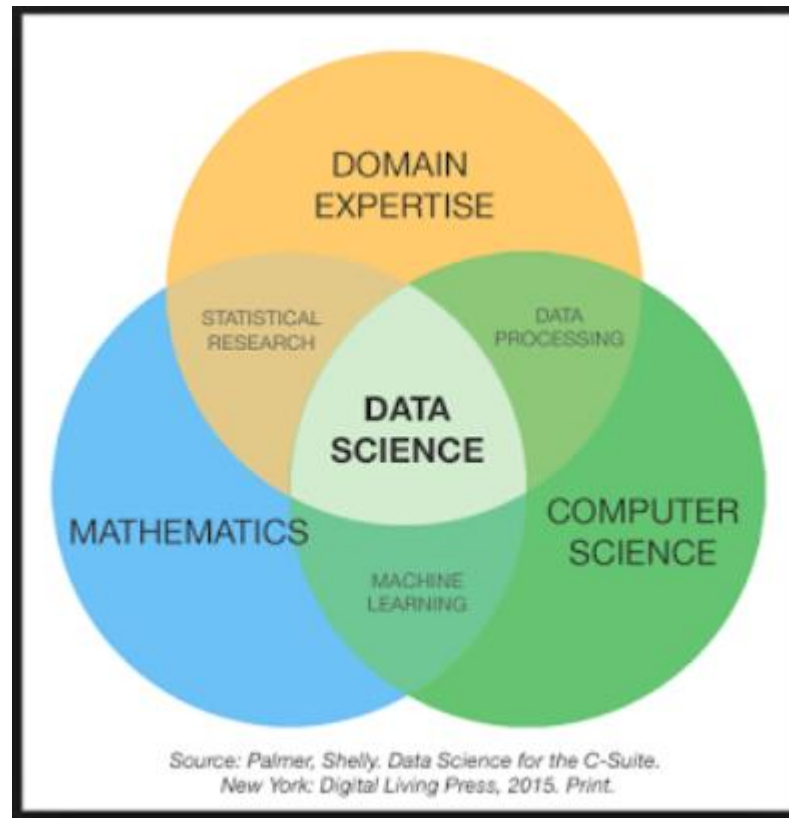 DOMAIN
EXPERTISE
STATISTICAL
RESEARCH
DATA
PROCESSING
DATA
SCIENCE
MATHEMATICS
COMPUTER
SCIENCE
MACHINE
LEARNING
Source: Palmer, Shelly. Data Science for the C-Suite.
New York: Digital Living Press, 2015. Print.